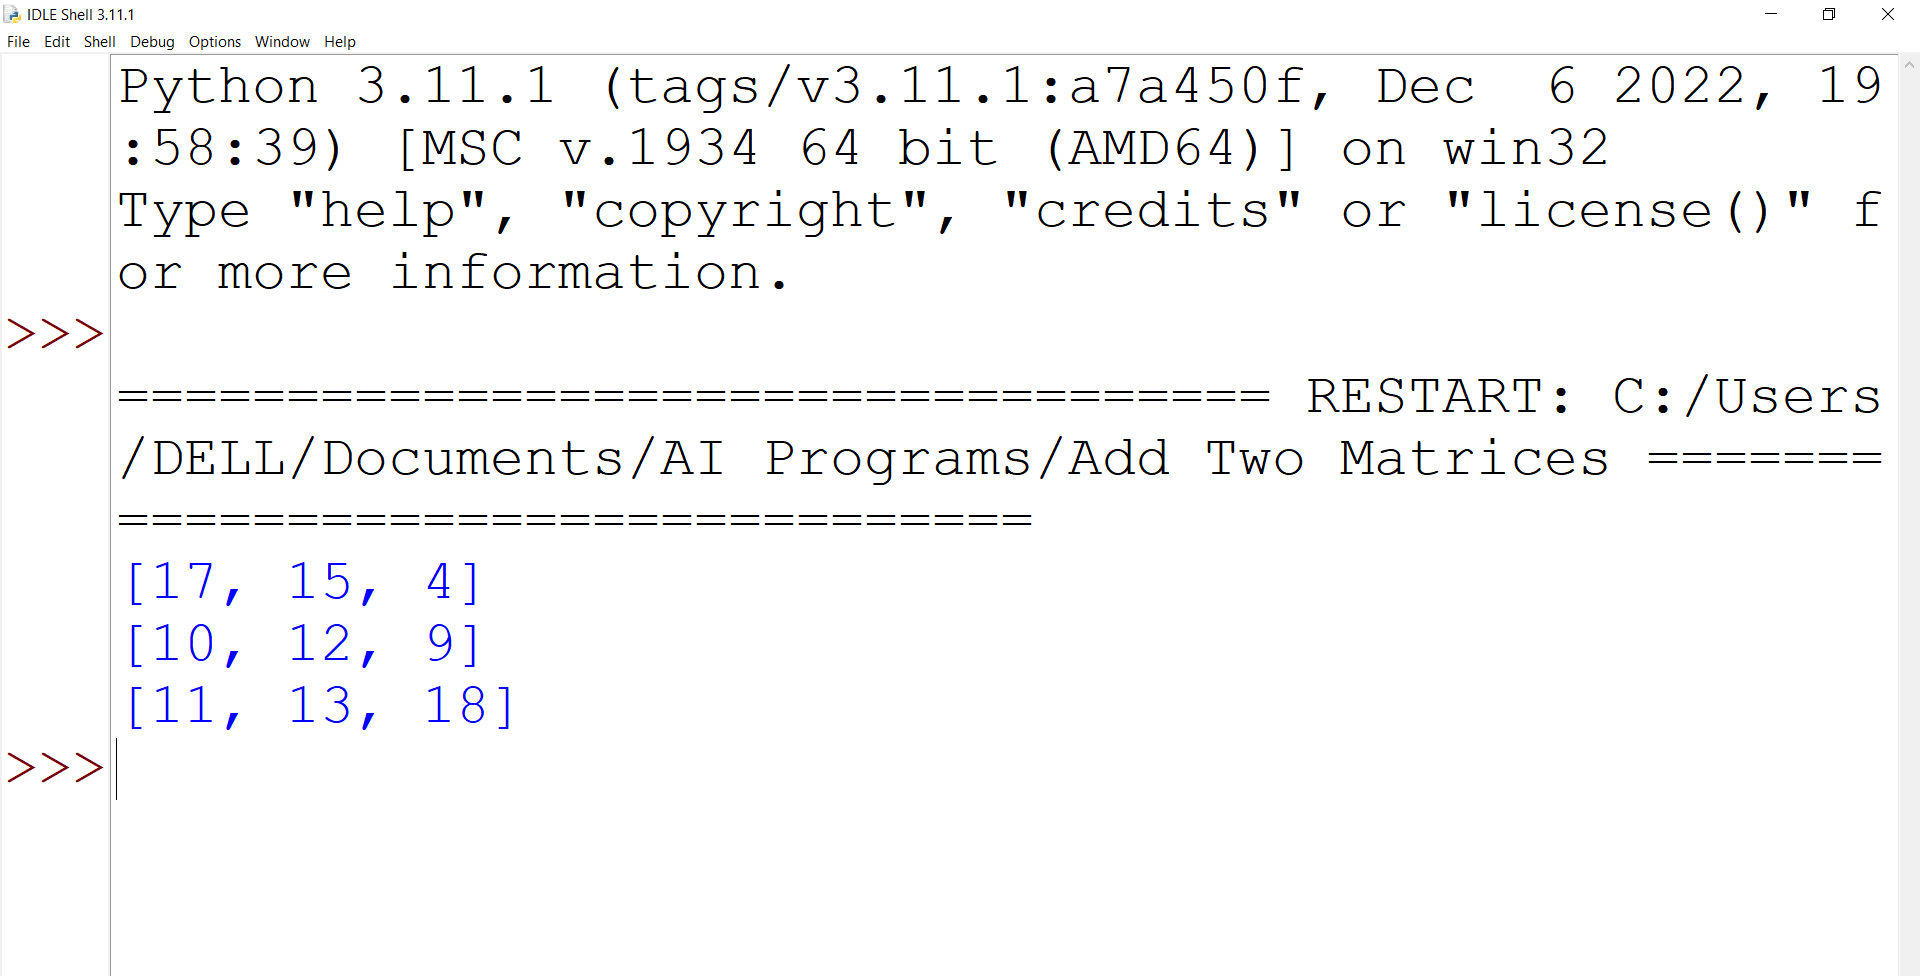 IDLE Shell 3.11.1
File Edit Shell Debug Options Window Help
Python 3.11.1 (tags/v3.11.1:a7a450f, Dec  6 2022, 19
:58:39) [MSC v.1934 64 bit (AMD64)] on win32
Type "help", "copyright", "credits" or "license()" f
or more information.
>>>
================================== RESTART: C:/Users
/DELL/Documents/AI Programs/Add Two Matrices =======
===========================
[17, 15, 4]
[10, 12, 9]
[11, 13, 18]
>>>